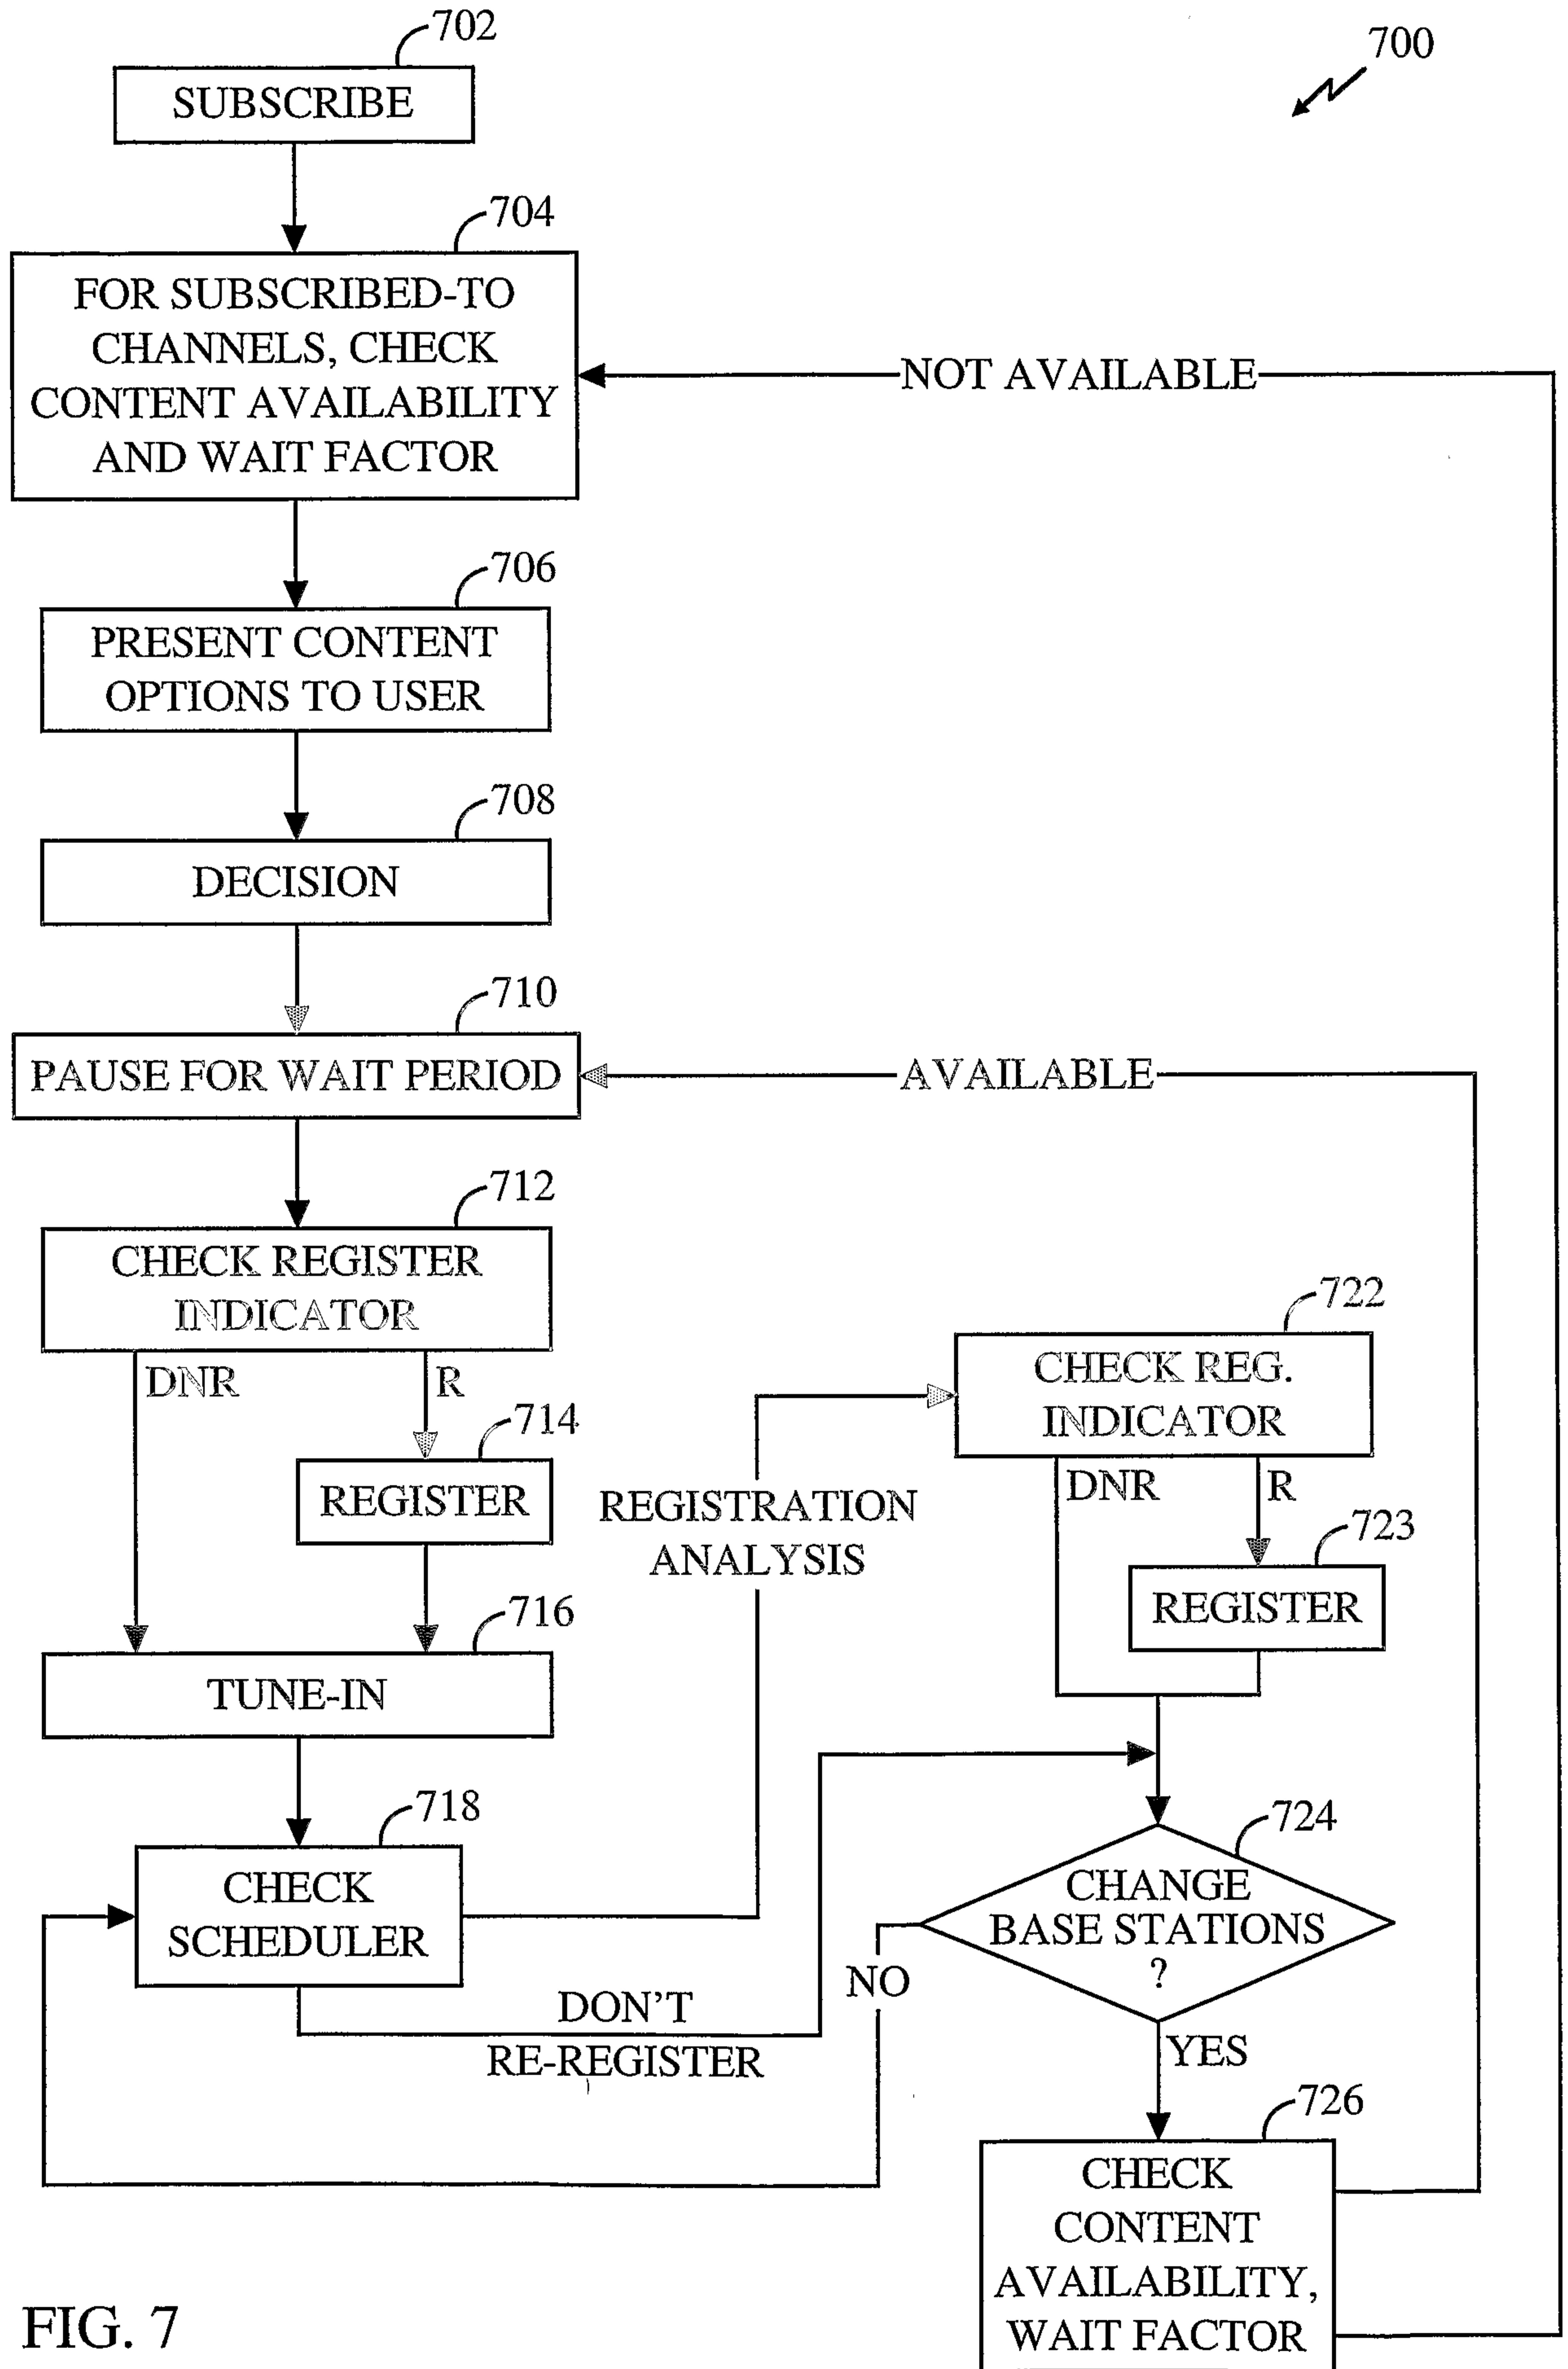 702
700
SUBSCRIBE
704
FOR SUBSCRIBED-TO
CHANNELS, CHECK
CONTENT AVAILABILITY
AND WAIT FACTOR
NOT AVAILABLE
706
PRESENT CONTENT
OPTIONS TO USER
708
DECISION
710
PAUSE FOR WAIT PERIOD
AVAILABLE
712
CHECK REGISTER
INDICATOR
DNR
R
714
REGISTER
716
TUNE-IN
718
CHECK
SCHEDULER
REGISTRATION
ANALYSIS
722
CHECK REG.
INDICATOR
DNR
R
723
REGISTER
DON'T
RE-REGISTER
724
CHANGE
BASE STATIONS
?
NO
YES
726
CHECK
CONTENT
AVAILABILITY,
WAIT FACTOR
FIG. 7